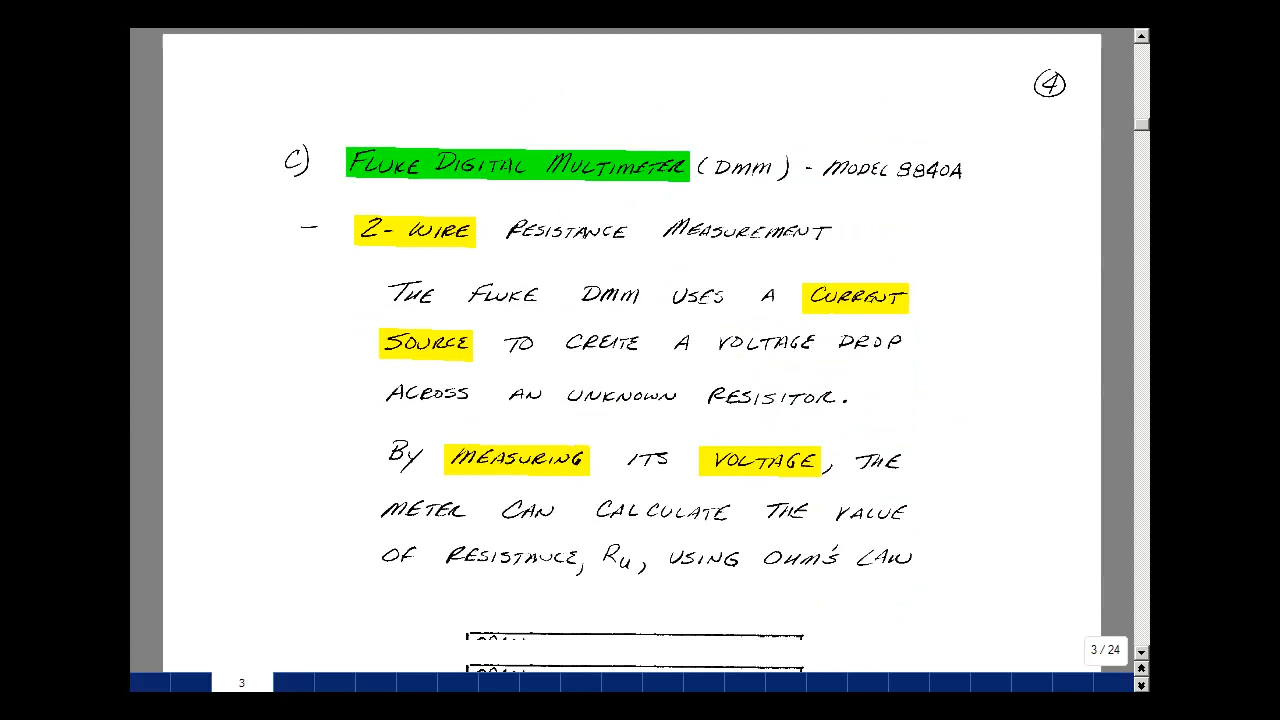 4
C) FLUKE DIGITAL MULTIMETER (DMM) - MODEL 8840A
- 2-WIRE RESISTANCE MEASUREMENT
THE FLUKE DMM USES A CURRENT
SOURCE TO CREATE A VOLTAGE DROP
ACROSS AN UNKNOWN RESISITOR.
By MEASURING ITS VOLTAGE, THE
METER CAN CALCULATE THE VALUE
OF RESISTANCE, Ru, USING OHM'S LAW
3 / 24
3